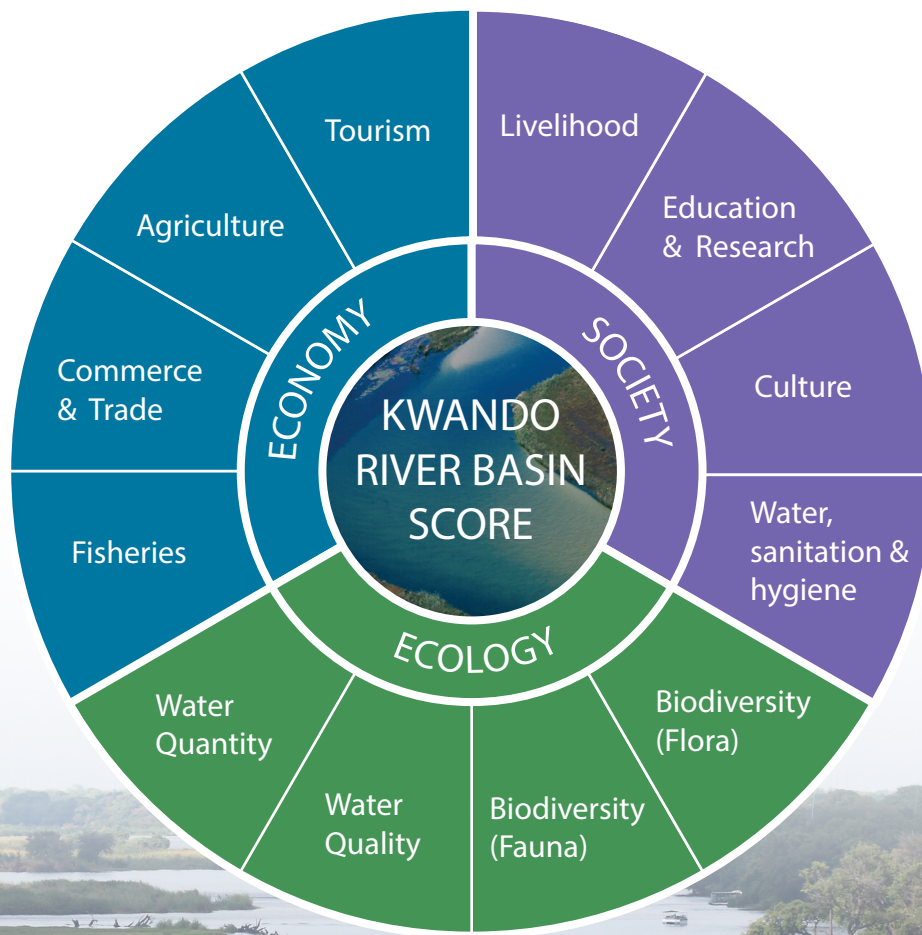 Tourism
Livelihood
Agriculture
Education
& Research
Commerce
& Trade
Culture
Fisheries
Water,
sanitation &
hygiene
ECONOMY
SOCIETY
ECOLOGY
KWANDO
RIVER BASIN
SCORE
Water
Quantity
Water
Quality
Biodiversity
(Fauna)
Biodiversity
(Flora)